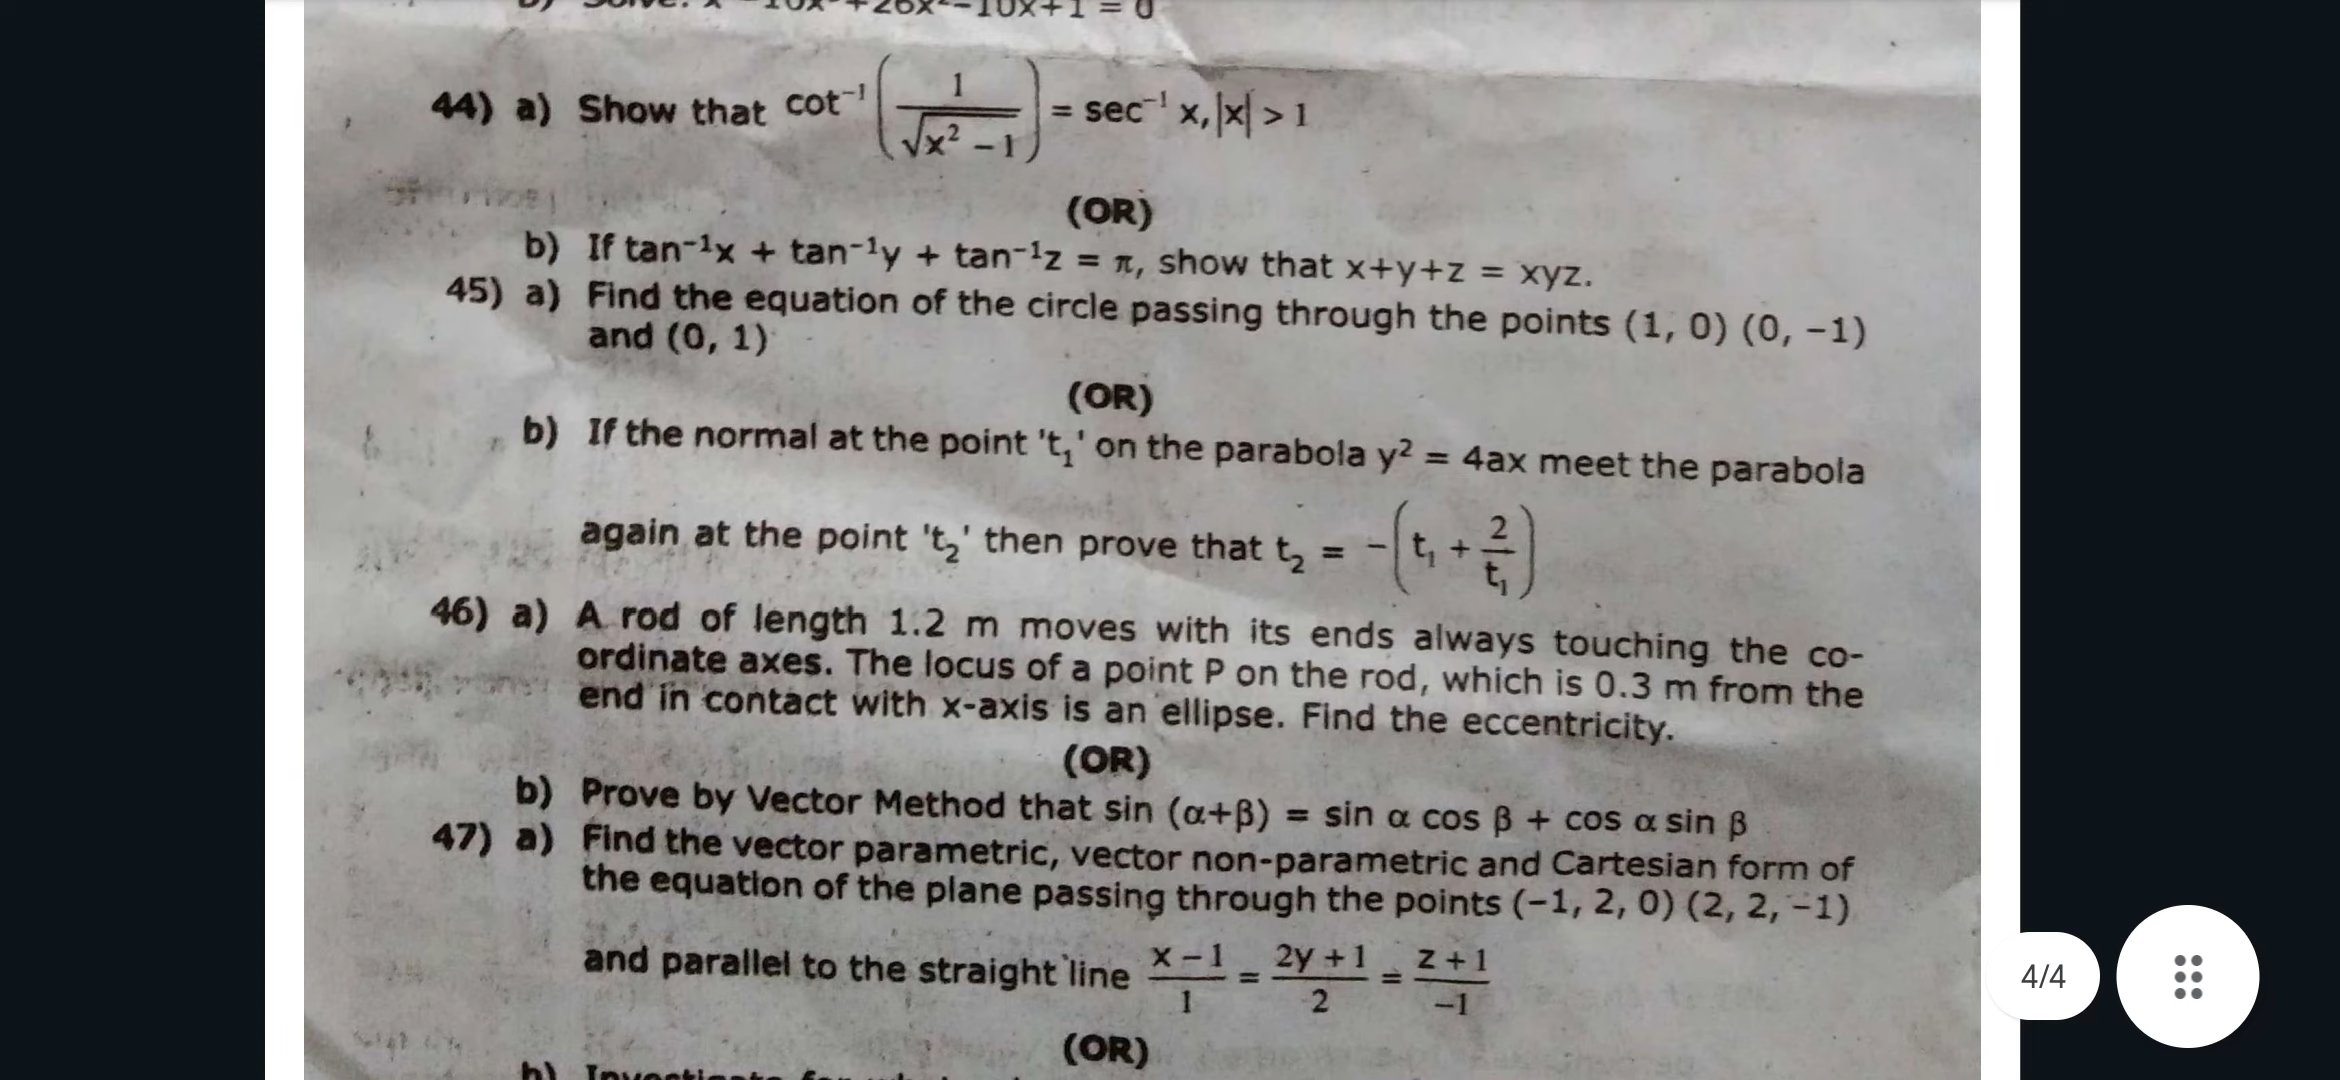 x²-10x+1 = 0
44) a) Show that cot⁻¹(1/√(x² - 1)) = sec⁻¹ x, |x| > 1
(OR)
b) If tan⁻¹x + tan⁻¹y + tan⁻¹z = π, show that x+y+z = xyz.
45) a) Find the equation of the circle passing through the points (1, 0) (0, -1)
and (0, 1)
(OR)
b) If the normal at the point 't₁' on the parabola y² = 4ax meet the parabola
again at the point 't₂' then prove that t₂ = -(t₁ + 2/t₁)
46) a) A rod of length 1.2 m moves with its ends always touching the co-
ordinate axes. The locus of a point P on the rod, which is 0.3 m from the
end in contact with x-axis is an ellipse. Find the eccentricity.
(OR)
b) Prove by Vector Method that sin (α+β) = sin α cos β + cos α sin β
47) a) Find the vector parametric, vector non-parametric and Cartesian form of
the equation of the plane passing through the points (-1, 2, 0) (2, 2, -1)
and parallel to the straight line (x - 1)/1 = (2y + 1)/2 = (z + 1)/-1
(OR)
4/4